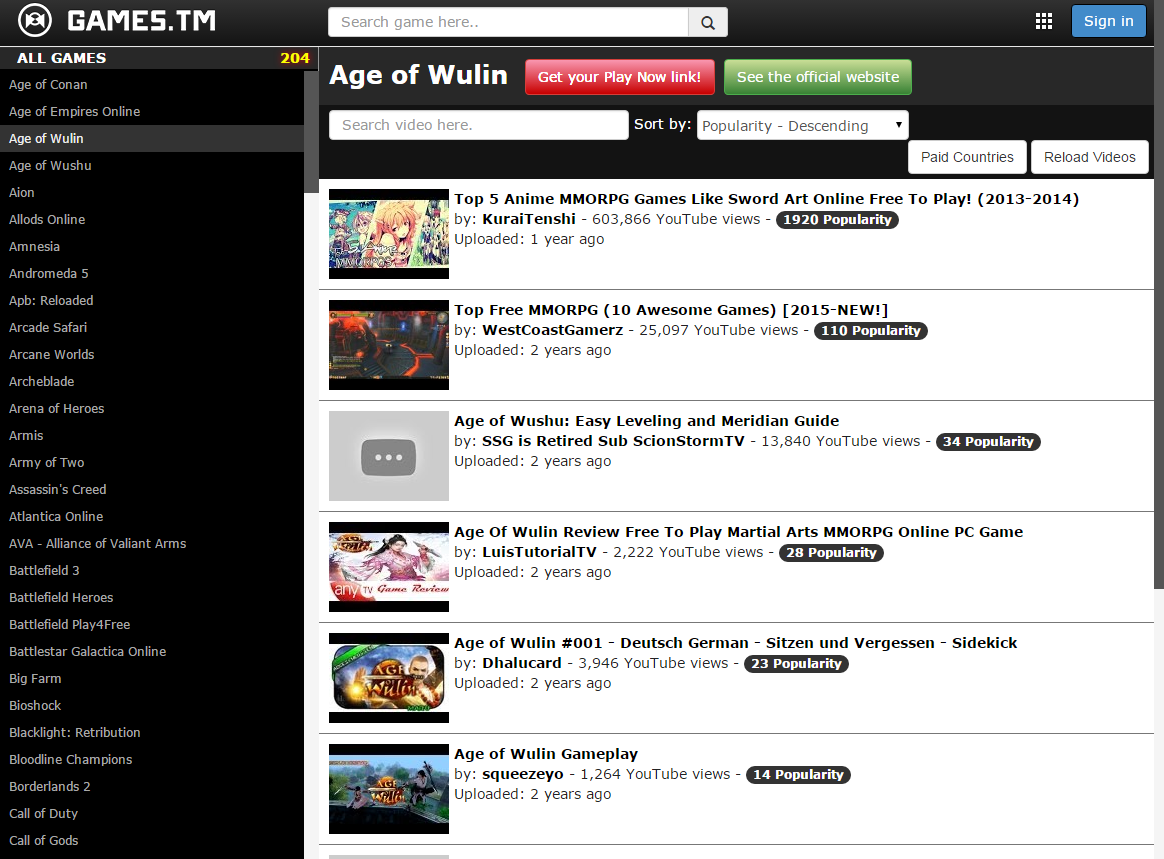 GAMES.TM
Search game here..
Sign in
ALL GAMES 204
Age of Conan
Age of Empires Online
Age of Wulin
Age of Wushu
Aion
Allods Online
Amnesia
Andromeda 5
Apb: Reloaded
Arcade Safari
Arcane Worlds
Archeblade
Arena of Heroes
Armis
Army of Two
Assassin's Creed
Atlantica Online
AVA - Alliance of Valiant Arms
Battlefield 3
Battlefield Heroes
Battlefield Play4Free
Battlestar Galactica Online
Big Farm
Bioshock
Blacklight: Retribution
Bloodline Champions
Borderlands 2
Call of Duty
Call of Gods
Age of Wulin
Get your Play Now link!
See the official website
Search video here.
Sort by:
Popularity - Descending
Paid Countries
Reload Videos
Top 5 Anime MMORPG Games Like Sword Art Online Free To Play! (2013-2014)
by: KuraiTenshi - 603,866 YouTube views - 1920 Popularity
Uploaded: 1 year ago
Top Free MMORPG (10 Awesome Games) [2015-NEW!]
by: WestCoastGamerz - 25,097 YouTube views - 110 Popularity
Uploaded: 2 years ago
Age of Wushu: Easy Leveling and Meridian Guide
by: SSG is Retired Sub ScionStormTV - 13,840 YouTube views - 34 Popularity
Uploaded: 2 years ago
any TV Game Review
Age Of Wulin Review Free To Play Martial Arts MMORPG Online PC Game
by: LuisTutorialTV - 2,222 YouTube views - 28 Popularity
Uploaded: 2 years ago
AGE OF Wulin
Age of Wulin #001 - Deutsch German - Sitzen und Vergessen - Sidekick
by: Dhalucard - 3,946 YouTube views - 23 Popularity
Uploaded: 2 years ago
AGE OF Wulin
Age of Wulin Gameplay
by: squeezeyo - 1,264 YouTube views - 14 Popularity
Uploaded: 2 years ago